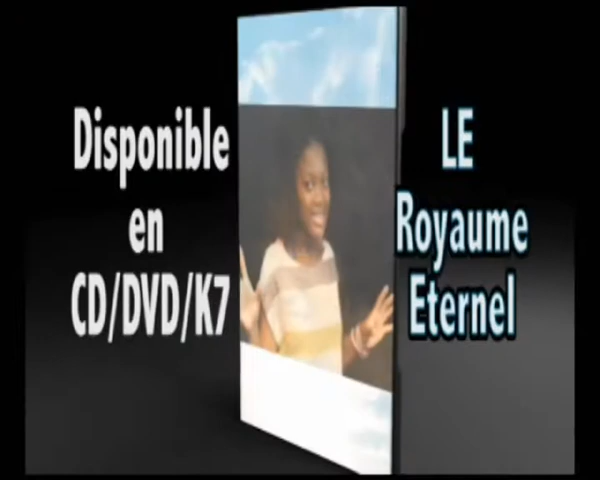 Disponible
en
CD/DVD/K7
LE
Royaume
Eternel